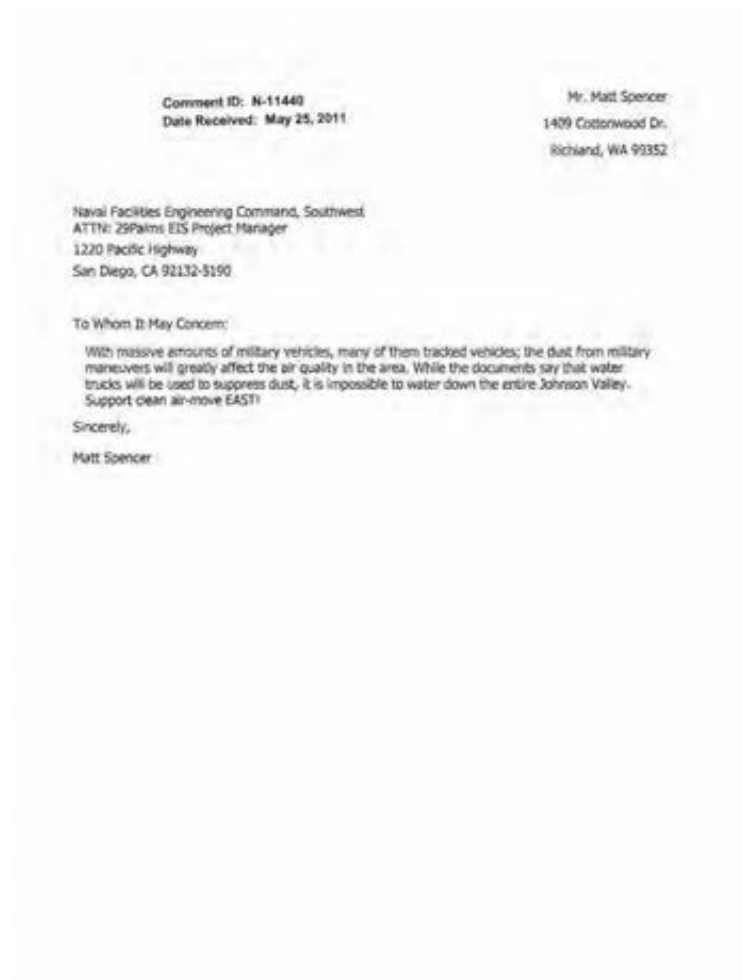 Comment ID: N-11440
Date Received: May 25, 2011
Mr. Matt Spencer
1409 Cottonwood Dr.
Richland, WA 99352
Naval Facilities Engineering Command, Southwest
ATTN: 29Palms EIS Project Manager
1220 Pacific Highway
San Diego, CA 92132-5190
To Whom It May Concern:
With massive amounts of military vehicles, many of them tracked vehicles; the dust from military
maneuvers will greatly affect the air quality in the area. While the documents say that water
trucks will be used to suppress dust, it is impossible to water down the entire Johnson Valley.
Support clean air-move EAST!
Sincerely,
Matt Spencer